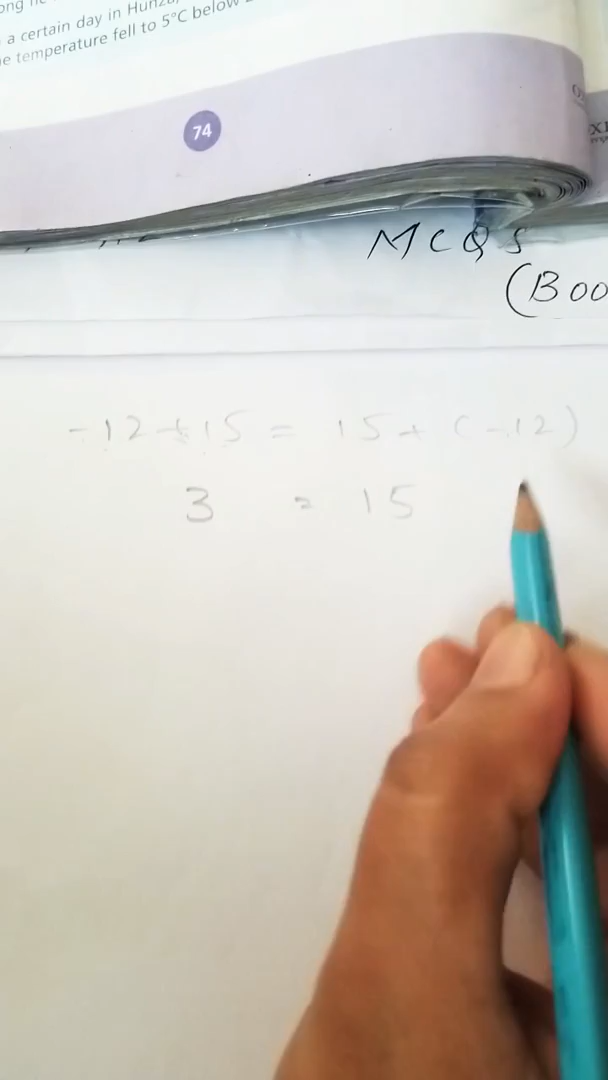 a certain day in Hunza,
e temperature fell to 5°C below
74
MCQS
(Boo
-12+15 = 15+(-12)
3 = 15